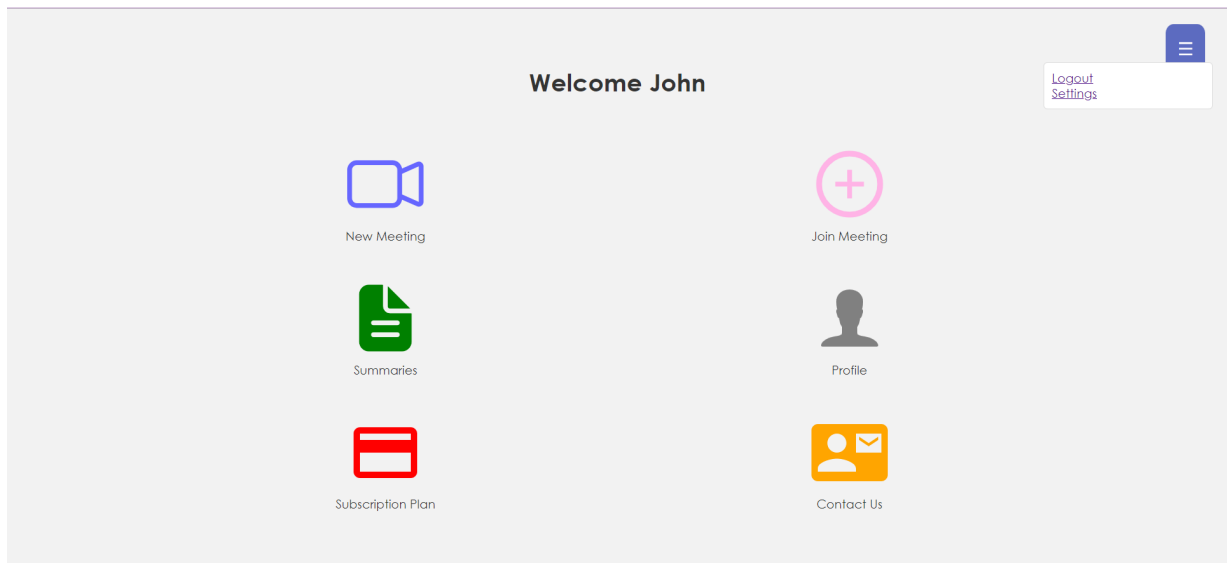 Welcome John
Logout
Settings
New Meeting
Join Meeting
Summaries
Profile
Subscription Plan
Contact Us